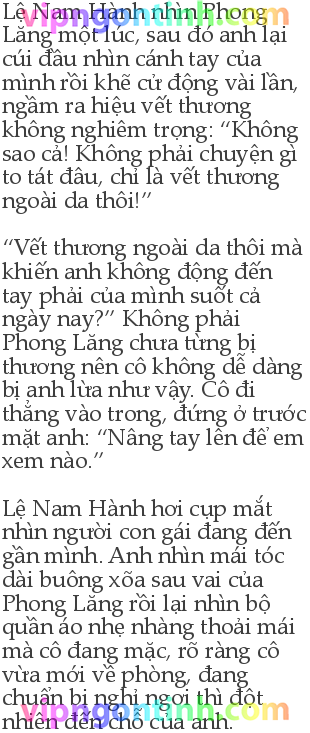 Lệ Nam Hành nhìn Phong
Lăng một lúc, sau đó anh lại
cúi đầu nhìn cánh tay của
mình rồi khẽ cử động vài lần,
ngầm ra hiệu vết thương
không nghiêm trọng: “Không
sao cả! Không phải chuyện gì
to tát đâu, chỉ là vết thương
ngoài da thôi!”
“Vết thương ngoài da thôi mà
khiến anh không động đến
tay phải của mình suốt cả
ngày nay?” Không phải
Phong Lăng chưa từng bị
thương nên cô không dễ dàng
bị anh lừa như vậy. Cô đi
thẳng vào trong, đứng ở trước
mặt anh: “Nâng tay lên để em
xem nào.”
Lệ Nam Hành hơi cụp mắt
nhìn người con gái đang đến
gần mình. Anh nhìn mái tóc
dài buông xõa sau vai của
Phong Lăng rồi lại nhìn bộ
quần áo nhẹ nhàng thoải mái
mà cô đang mặc, rõ ràng cô
vừa mới về phòng, đang
chuẩn bị nghỉ ngơi thì đột
nhiên đến chỗ của anh.
vipngontinh.com
vipngontinh.com